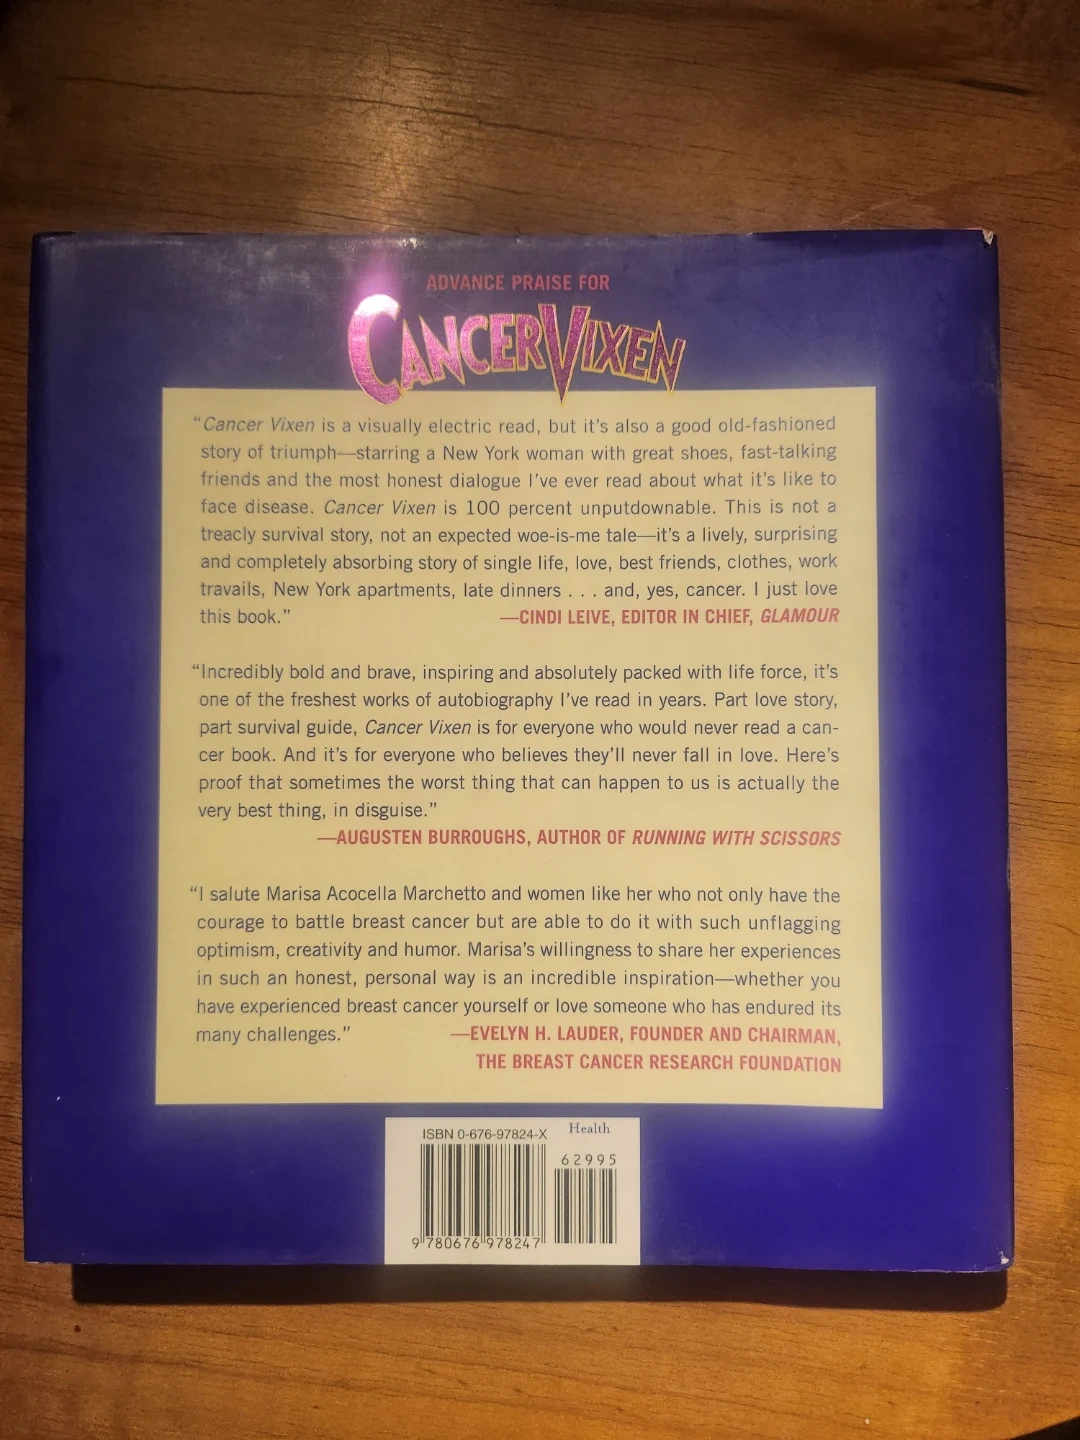 ADVANCE PRAISE FOR
CANCER VIXEN
“Cancer Vixen is a visually electric read, but it’s also a good old-fashioned
story of triumph—starring a New York woman with great shoes, fast-talking
friends and the most honest dialogue I’ve ever read about what it’s like to
face disease. Cancer Vixen is 100 percent unputdownable. This is not a
treacly survival story, not an expected woe-is-me tale—it’s a lively, surprising
and completely absorbing story of single life, love, best friends, clothes, work
travails, New York apartments, late dinners . . . and, yes, cancer. I just love
this book.” —CINDI LEIVE, EDITOR IN CHIEF, GLAMOUR
“Incredibly bold and brave, inspiring and absolutely packed with life force, it’s
one of the freshest works of autobiography I’ve read in years. Part love story,
part survival guide, Cancer Vixen is for everyone who would never read a can-
cer book. And it’s for everyone who believes they’ll never fall in love. Here’s
proof that sometimes the worst thing that can happen to us is actually the
very best thing, in disguise.”
—AUGUSTEN BURROUGHS, AUTHOR OF RUNNING WITH SCISSORS
“I salute Marisa Acocella Marchetto and women like her who not only have the
courage to battle breast cancer but are able to do it with such unflagging
optimism, creativity and humor. Marisa’s willingness to share her experiences
in such an honest, personal way is an incredible inspiration—whether you
have experienced breast cancer yourself or love someone who has endured its
many challenges.” —EVELYN H. LAUDER, FOUNDER AND CHAIRMAN,
THE BREAST CANCER RESEARCH FOUNDATION
ISBN 0-676-97824-X Health
62995
9 780676 978247